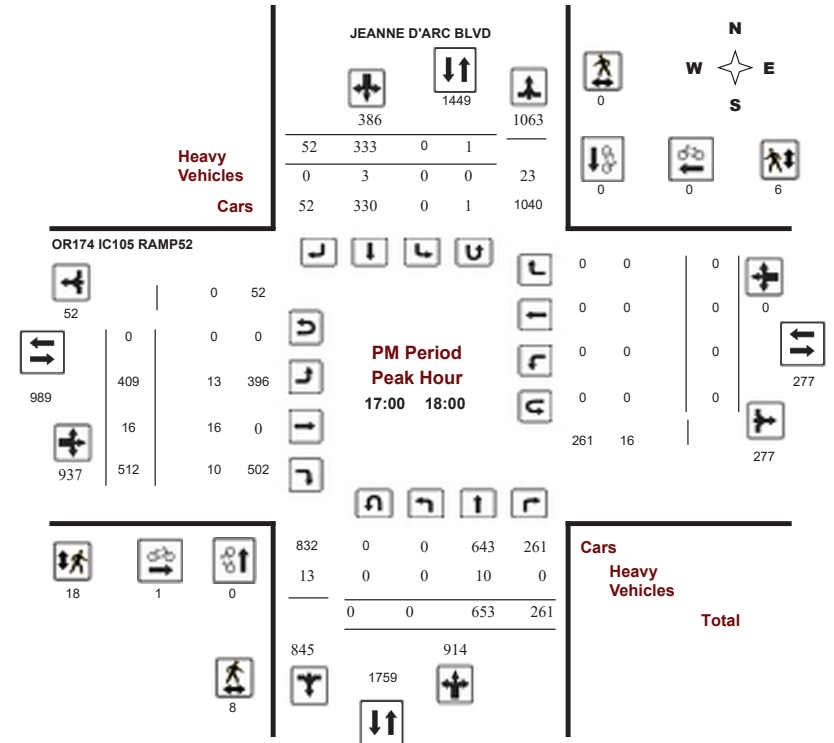 N
JEANNE D'ARC BLVD
W E
S
1449
0
386 1063
52 333 0 1
Heavy
Vehicles 0 3 0 0 23
Cars 52 330 0 1 1040
0 0 6
OR174 IC105 RAMP52
52
0 52
0 0 0
409 13 396
16 16 0
512 10 502
989
937
PM Period
Peak Hour
17:00 18:00
0 0 0
0 0 0
0 0 0
0 0 0
261 16
0
277
277
832 0 0 643 261
13 0 0 10 0
0 0 653 261
Cars
Heavy
Vehicles
Total
18 1 0
8
845 914
1759